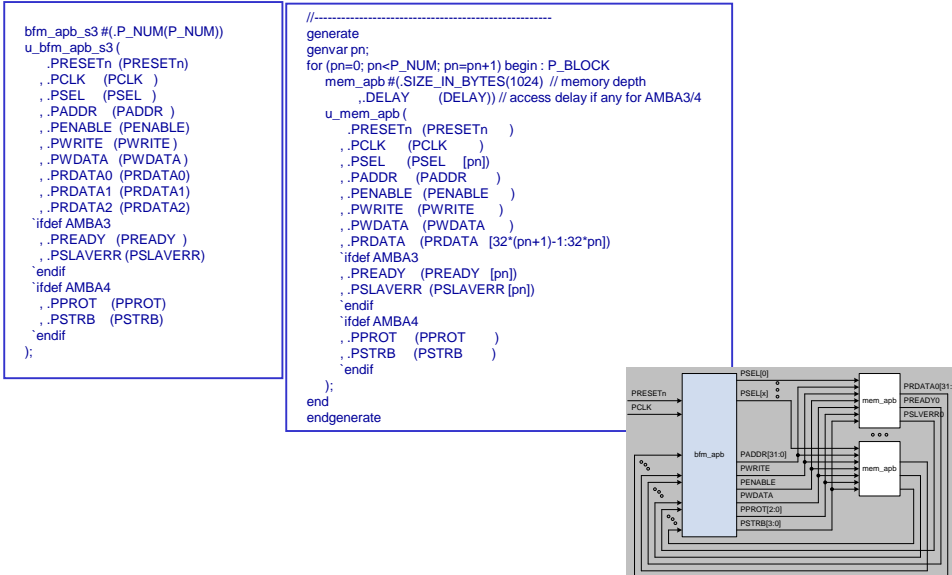 bfm_apb_s3 #(.P_NUM(P_NUM))
u_bfm_apb_s3 (
.PRESETn (PRESETn)
, .PCLK (PCLK )
, .PSEL (PSEL )
, .PADDR (PADDR )
, .PENABLE (PENABLE)
, .PWRITE (PWRITE )
, .PWDATA (PWDATA )
, .PRDATA0 (PRDATA0)
, .PRDATA1 (PRDATA1)
, .PRDATA2 (PRDATA2)
`ifdef AMBA3
, .PREADY (PREADY )
, .PSLAVERR (PSLAVERR)
`endif
`ifdef AMBA4
, .PPROT (PPROT)
, .PSTRB (PSTRB)
`endif
);
//-----------------------------------------------------
generate
genvar pn;
for (pn=0; pn<P_NUM; pn=pn+1) begin : P_BLOCK
mem_apb #(.SIZE_IN_BYTES(1024) // memory depth
,.DELAY (DELAY)) // access delay if any for AMBA3/4
u_mem_apb (
.PRESETn (PRESETn )
, .PCLK (PCLK )
, .PSEL (PSEL [pn])
, .PADDR (PADDR )
, .PENABLE (PENABLE )
, .PWRITE (PWRITE )
, .PWDATA (PWDATA )
, .PRDATA (PRDATA [32*(pn+1)-1:32*pn])
`ifdef AMBA3
, .PREADY (PREADY [pn])
, .PSLAVERR (PSLAVERR [pn])
`endif
`ifdef AMBA4
, .PPROT (PPROT )
, .PSTRB (PSTRB )
`endif
);
end
endgenerate
PRESETn
PCLK
bfm_apb
PSEL[0]
PSEL[x]
PADDR[31:0]
PWRITE
PENABLE
PWDATA
PPROT[2:0]
PSTRB[3:0]
mem_apb
mem_apb
PRDATA0[31:
PREADY0
PSLVERR0